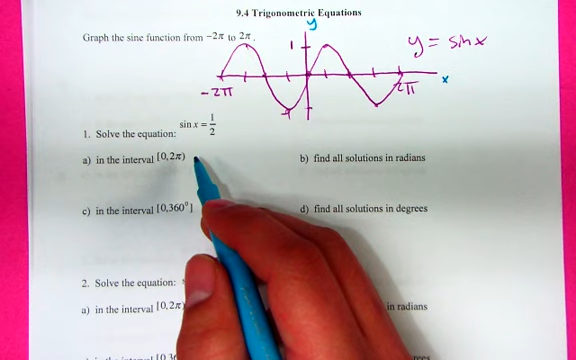 9.4 Trigonometric Equations
y
Graph the sine function from −2π to 2π.
1
y = sin x
−2π
2π
x
sin x = 1/2
1. Solve the equation:
a) in the interval [0, 2π)
b) find all solutions in radians
c) in the interval [0, 360°]
d) find all solutions in degrees
2. Solve the equation:
a) in the interval [0, 2π)
in radians